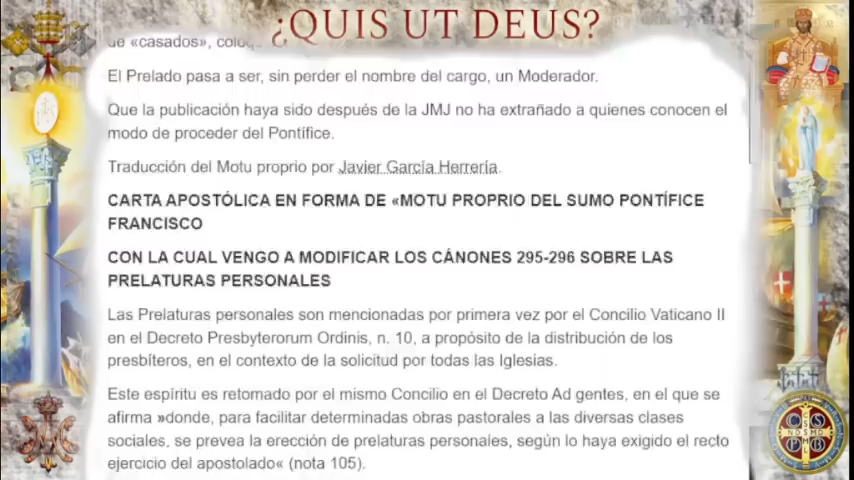 ¿QUIS UT DEUS?
de «casados»,
El Prelado pasa a ser, sin perder el nombre del cargo, un Moderador.
Que la publicación haya sido después de la JMJ no ha extrañado a quienes conocen el
modo de proceder del Pontífice.
Traducción del Motu proprio por Javier García Herrería.
CARTA APOSTÓLICA EN FORMA DE «MOTU PROPRIO DEL SUMO PONTÍFICE
FRANCISCO
CON LA CUAL VENGO A MODIFICAR LOS CÁNONES 295-296 SOBRE LAS
PRELATURAS PERSONALES
Las Prelaturas personales son mencionadas por primera vez por el Concilio Vaticano II
en el Decreto Presbyterorum Ordinis, n. 10, a propósito de la distribución de los
presbíteros, en el contexto de la solicitud por todas las Iglesias.
Este espíritu es retomado por el mismo Concilio en el Decreto Ad gentes, en el que se
afirma »donde, para facilitar determinadas obras pastorales a las diversas clases
sociales, se prevea la erección de prelaturas personales, según lo haya exigido el recto
ejercicio del apostolado« (nota 105).